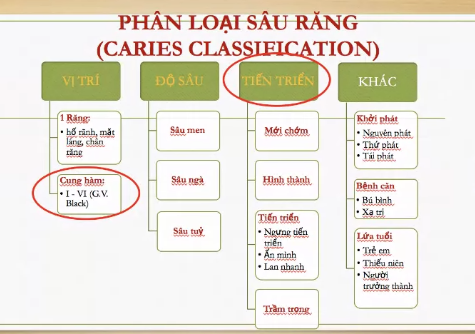 PHÂN LOẠI SÂU RĂNG
(CARIES CLASSIFICATION)
VỊ TRÍ
1 Răng:
• hố rãnh, mặt
láng, chân
răng
Cung hàm:
• I - VI (G.V.
Black)
ĐỘ SÂU
Sâu men
Sâu ngà
Sâu tuỷ
TIẾN TRIỂN
Mới chớm
Hình thành
Tiến triển
• Ngưng tiến
triển
• Ẩn mình
• Lan nhanh
Trầm trọng
KHÁC
Khởi phát
• Nguyên phát
• Thứ phát
• Tái phát
Bệnh căn
• Bú bình
• Xạ trị
Lứa tuổi
• Trẻ em
• Thiếu niên
• Người
trưởng thành